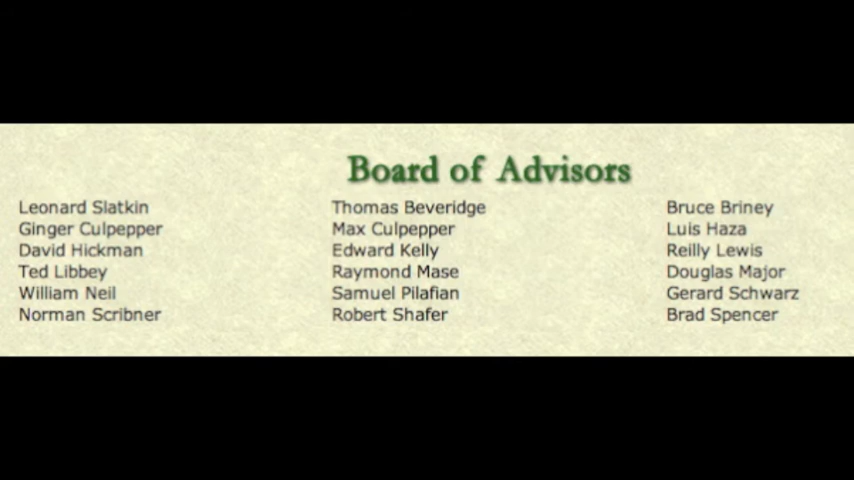 Board of Advisors
Leonard Slatkin Thomas Beveridge Bruce Briney
Ginger Culpepper Max Culpepper Luis Haza
David Hickman Edward Kelly Reilly Lewis
Ted Libbey Raymond Mase Douglas Major
William Neil Samuel Pilafian Gerard Schwarz
Norman Scribner Robert Shafer Brad Spencer